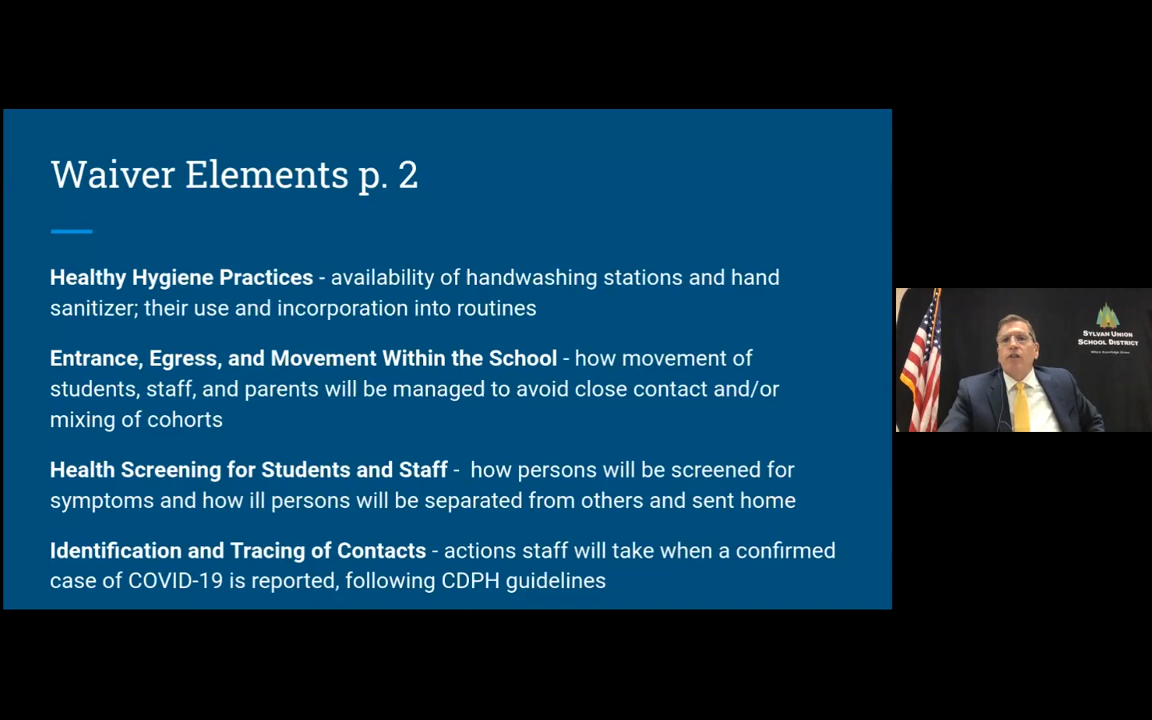 Waiver Elements p. 2
Healthy Hygiene Practices - availability of handwashing stations and hand
sanitizer; their use and incorporation into routines
Entrance, Egress, and Movement Within the School - how movement of
students, staff, and parents will be managed to avoid close contact and/or
mixing of cohorts
Health Screening for Students and Staff -  how persons will be screened for
symptoms and how ill persons will be separated from others and sent home
Identification and Tracing of Contacts - actions staff will take when a confirmed
case of COVID-19 is reported, following CDPH guidelines
SYLVAN UNION
SCHOOL DISTRICT